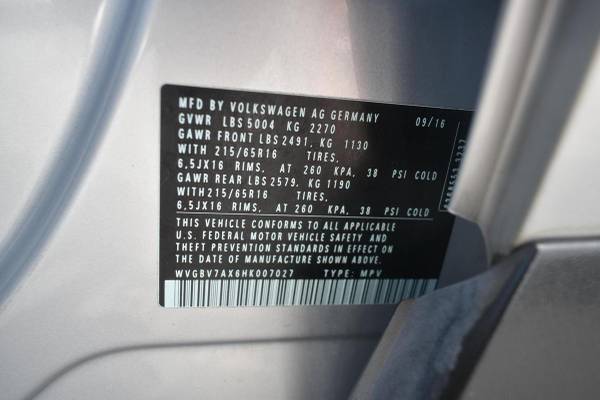 MFD BY VOLKSWAGEN AG GERMANY 09/16
GVWR LBS 5004 KG 2270
GAWR FRONT LBS 2491, KG 1130
WITH 215/65R16 TIRES,
6,5JX16 RIMS, AT 260 KPA, 38 PSI COLD
GAWR REAR LBS 2579, KG 1190
WITH 215/65R16 TIRES,
6,5JX16 RIMS, AT 260 KPA, 38 PSI COLD
THIS VEHICLE CONFORMS TO ALL APPLICABLE
U.S. FEDERAL MOTOR VEHICLE SAFETY AND
THEFT PREVENTION STANDARDS IN EFFECT ON
THE DATE OF MANUFACTURE SHOWN ABOVE.
WVGBV7AX6HK007027 TYPE: MPV